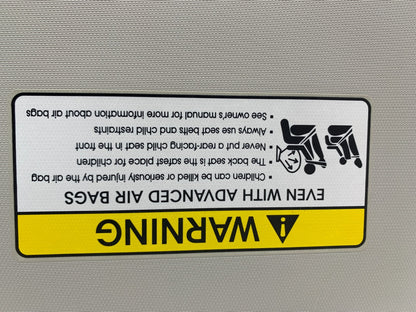 WARNING
EVEN WITH ADVANCED AIR BAGS
• Children can be killed or seriously injured by the air bag
• The back seat is the safest place for children
• Never put a rear-facing child seat in the front
• Always use seat belts and child restraints
• See owner's manual for more information about air bags